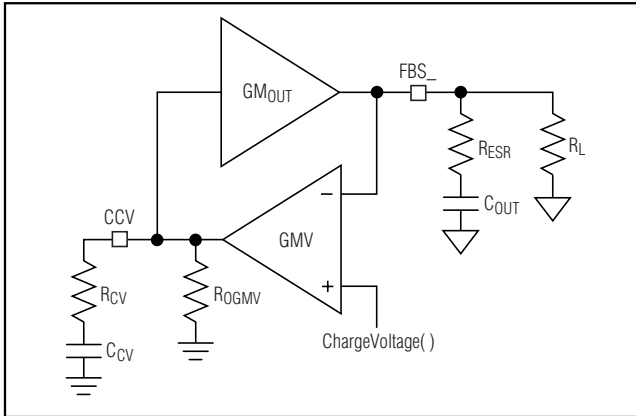 GMOUT
FBS_
RESR
RL
COUT
CCV
GMV
−
+
RCV
ROGMV
CCV
ChargeVoltage( )